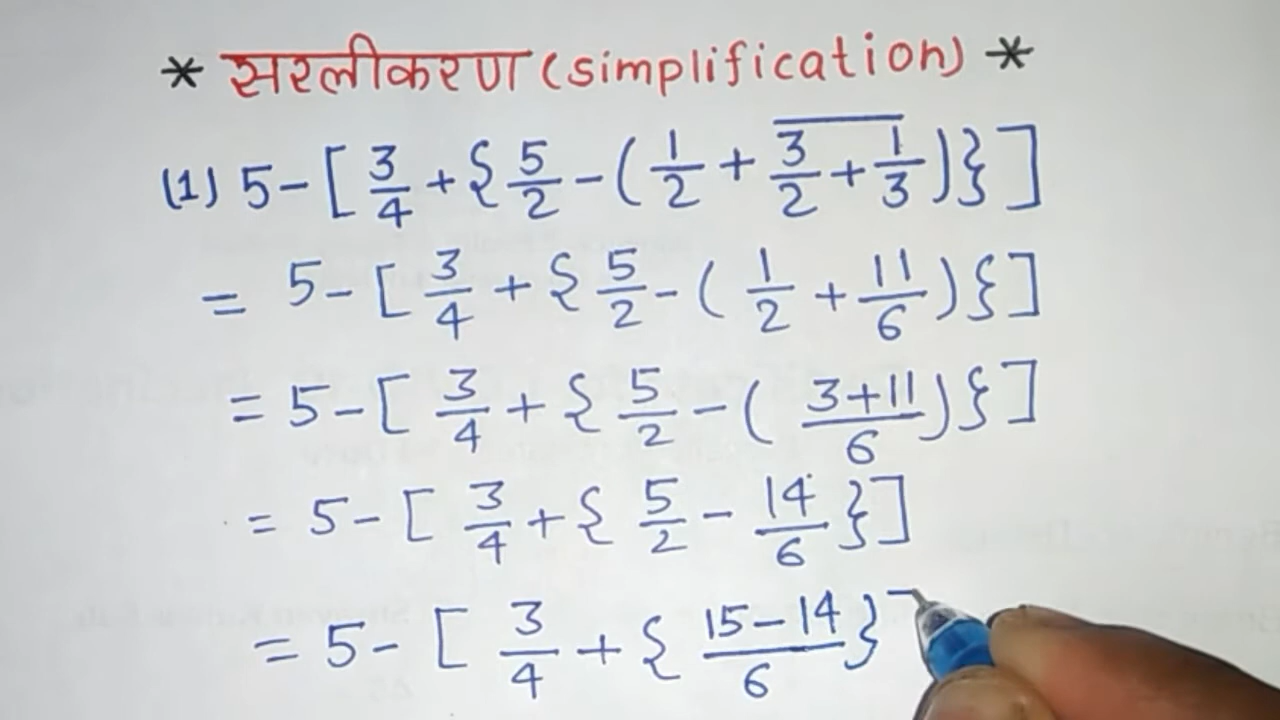 * सरलीकरण (simplification) *
(1) 5 - [ 3/4 + { 5/2 - ( 1/2 + \overline{3/2 + 1/3} ) } ]
= 5 - [ 3/4 + { 5/2 - ( 1/2 + 11/6 ) } ]
= 5 - [ 3/4 + { 5/2 - ( (3+11)/6 ) } ]
= 5 - [ 3/4 + { 5/2 - 14/6 } ]
= 5 - [ 3/4 + { (15-14)/6 } ]